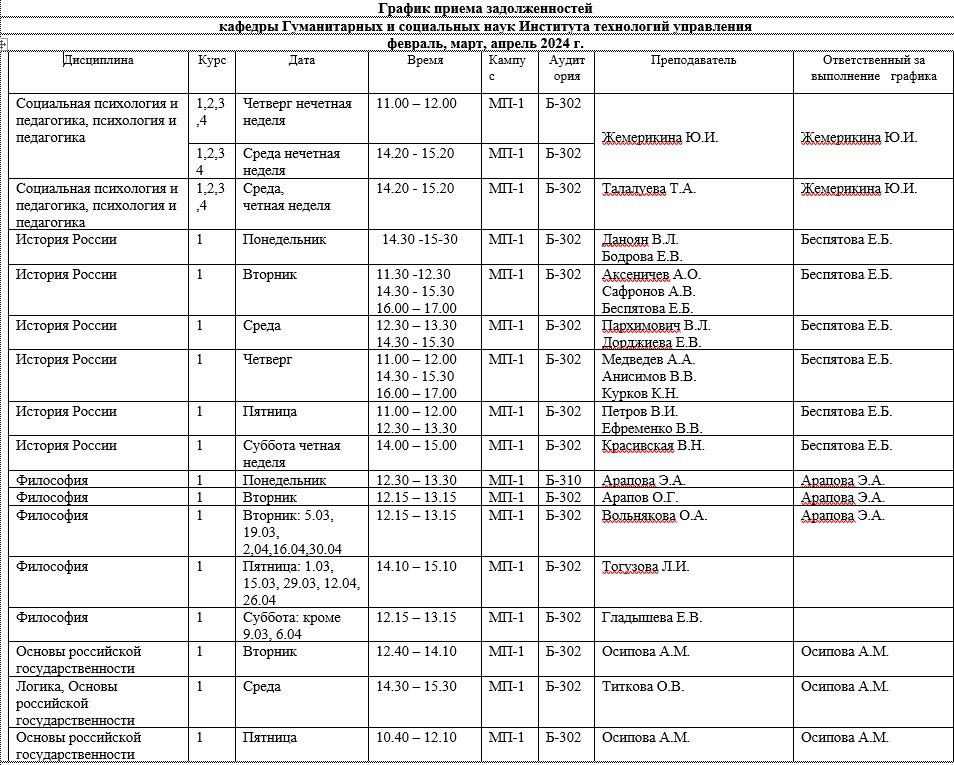 График приема задолженностей
кафедры Гуманитарных и социальных наук Института технологий управления
февраль, март, апрель 2024 г.
Дисциплина Курс Дата Время Кампу Аудит Преподаватель Ответственный за
с ория выполнение графика
Социальная психология и 1,2,3 Четверг нечетная 11.00 – 12.00 МП-1 Б-302
педагогика, психология и ,4 неделя
педагогика Жемерикина Ю.И. Жемерикина Ю.И.
1,2,3 Среда нечетная 14.20 - 15.20 МП-1 Б-302
4 неделя
Социальная психология и 1,2,3 Среда, 14.20 - 15.20 МП-1 Б-302 Талалуева Т.А. Жемерикина Ю.И.
педагогика, психология и ,4 четная неделя
педагогика
История России 1 Понедельник 14.30 -15-30 МП-1 Б-302 Даноян В.Л. Беспятова Е.Б.
Бодрова Е.В.
История России 1 Вторник 11.30 -12.30 МП-1 Б-302 Аксеничев А.О. Беспятова Е.Б.
14.30 - 15.30 Сафронов А.В.
16.00 – 17.00 Беспятова Е.Б.
История России 1 Среда 12.30 – 13.30 МП-1 Б-302 Пархимович В.Л. Беспятова Е.Б.
14.30 - 15.30 Дорджиева Е.В.
История России 1 Четверг 11.00 – 12.00 МП-1 Б-302 Медведев А.А. Беспятова Е.Б.
14.30 - 15.30 Анисимов В.В.
16.00 – 17.00 Курков К.Н.
История России 1 Пятница 11.00 – 12.00 МП-1 Б-302 Петров В.И. Беспятова Е.Б.
12.30 – 13.30 Ефременко В.В.
История России 1 Суббота четная 14.00 – 15.00 МП-1 Б-302 Красивская В.Н. Беспятова Е.Б.
неделя
Философия 1 Понедельник 12.30 – 13.30 МП-1 Б-310 Арапова Э.А. Арапова Э.А.
Философия 1 Вторник 12.15 – 13.15 МП-1 Б-302 Арапов О.Г. Арапова Э.А.
Философия 1 Вторник: 5.03, 12.15 – 13.15 МП-1 Б-302 Вольнякова О.А. Арапова Э.А.
19.03,
2,04,16.04,30.04
Философия 1 Пятница: 1.03, 14.10 – 15.10 МП-1 Б-302 Тогузова Л.И.
15.03, 29.03, 12.04,
26.04
Философия 1 Суббота: кроме 12.15 – 13.15 МП-1 Б-302 Гладышева Е.В.
9.03, 6.04
Основы российской 1 Вторник 12.40 – 14.10 МП-1 Б-302 Осипова А.М. Осипова А.М.
государственности
Логика, Основы 1 Среда 14.30 – 15.30 МП-1 Б-302 Титкова О.В. Осипова А.М.
российской
государственности
Основы российской 1 Пятница 10.40 – 12.10 МП-1 Б-302 Осипова А.М. Осипова А.М.
государственности